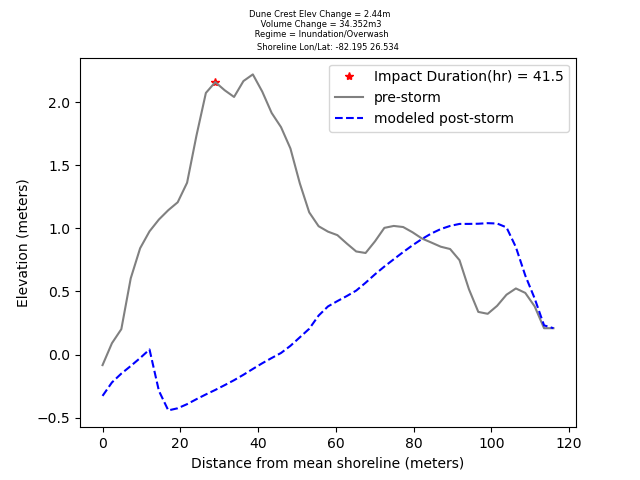 Dune Crest Elev Change = 2.44m
Volume Change = 34.352m3
Regime = Inundation/Overwash
Shoreline Lon/Lat: -82.195 26.534
Impact Duration(hr) = 41.5
pre-storm
modeled post-storm
2.0
1.5
1.0
0.5
0.0
−0.5
Elevation (meters)
0 20 40 60 80 100 120
Distance from mean shoreline (meters)